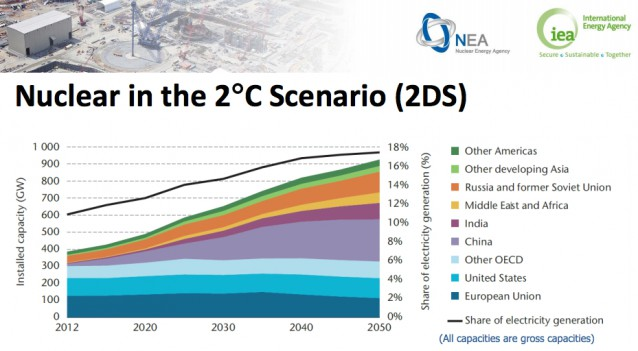 NEA
Nuclear Energy Agency
iea
International
Energy Agency
Secure Sustainable Together
Nuclear in the 2°C Scenario (2DS)
Installed capacity (GW)
1 000
900
800
700
600
500
400
300
200
100
0
2012
2020
2030
2040
2050
18%
16%
14%
12%
10%
8%
6%
4%
2%
0%
Share of electricity generation (%)
Other Americas
Other developing Asia
Russia and former Soviet Union
Middle East and Africa
India
China
Other OECD
United States
European Union
Share of electricity generation
(All capacities are gross capacities)